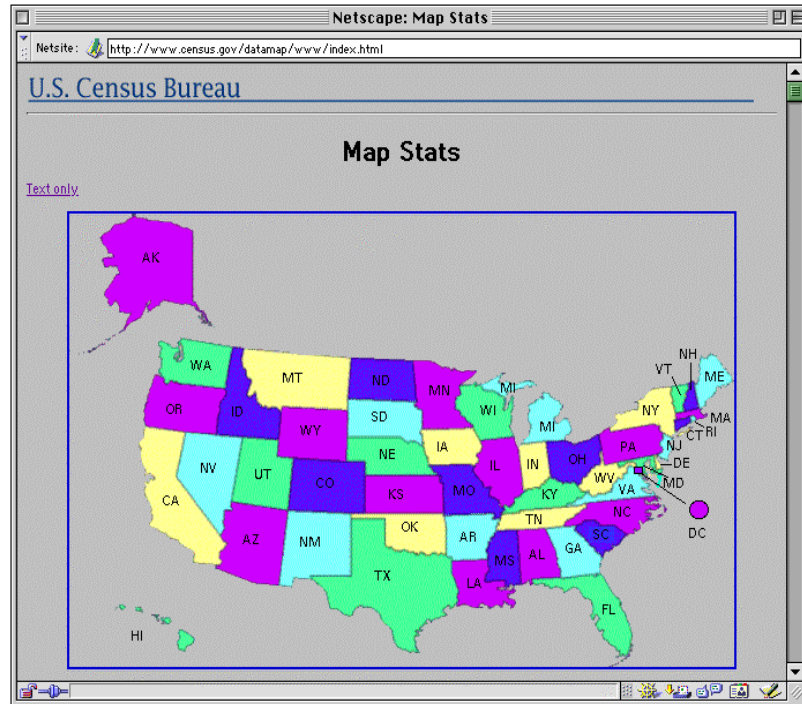 Netscape: Map Stats
Netsite: http://www.census.gov/datamap/www/index.html
U.S. Census Bureau
Map Stats
Text only
AK
WA
MT
ND
MN
MI
VT
NH
ME
OR
ID
SD
WI
NY
MA
WY
MI
CT
RI
IA
PA
NJ
NV
NE
IL
IN
OH
DE
UT
CO
WV
MD
CA
KS
MO
KY
VA
AZ
NM
OK
AR
TN
NC
DC
TX
LA
MS
AL
GA
SC
HI
FL